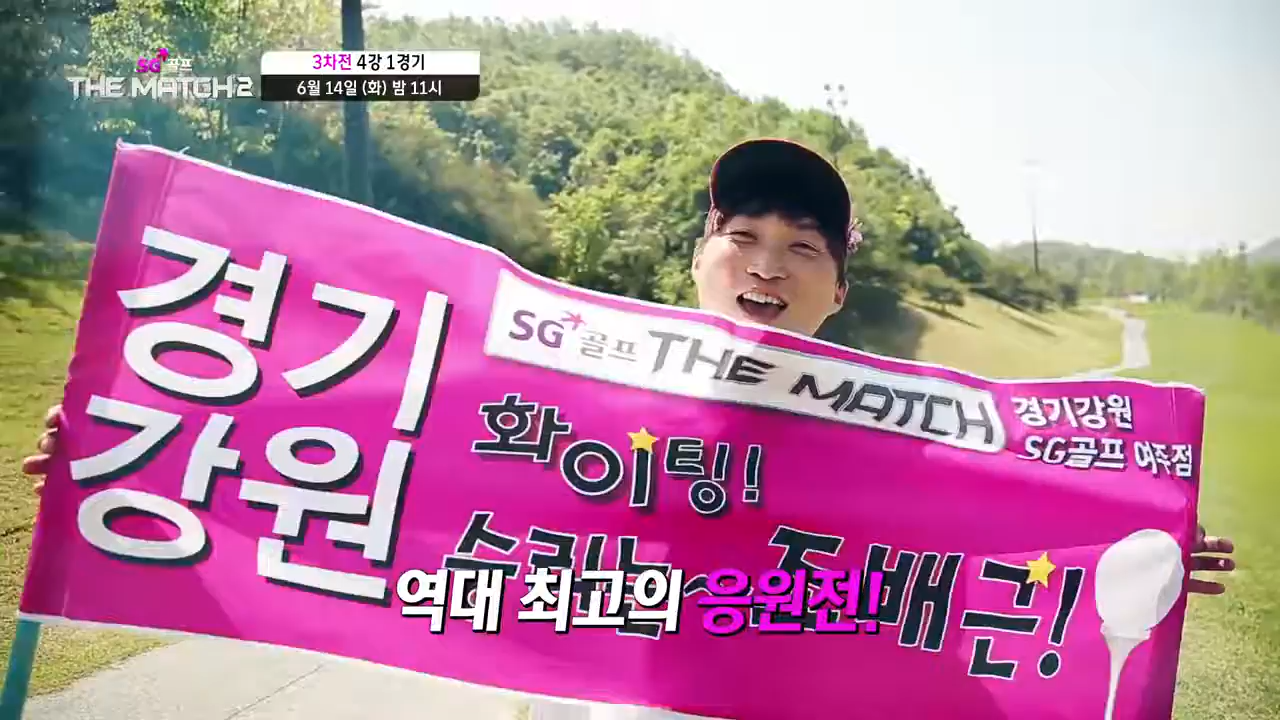 SG골프
THE MATCH 2
3차전 4강 1경기
6월 14일 (화) 밤 11시
경기
강원
SG골프 THE MATCH
경기강원
SG골프 여주점
화이팅!
조배근!
역대 최고의 응원전!